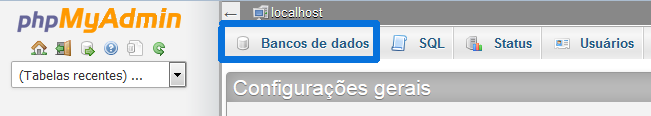 phpMyAdmin
(Tabelas recentes) ...
localhost
Bancos de dados SQL Status Usuários
Configurações gerais